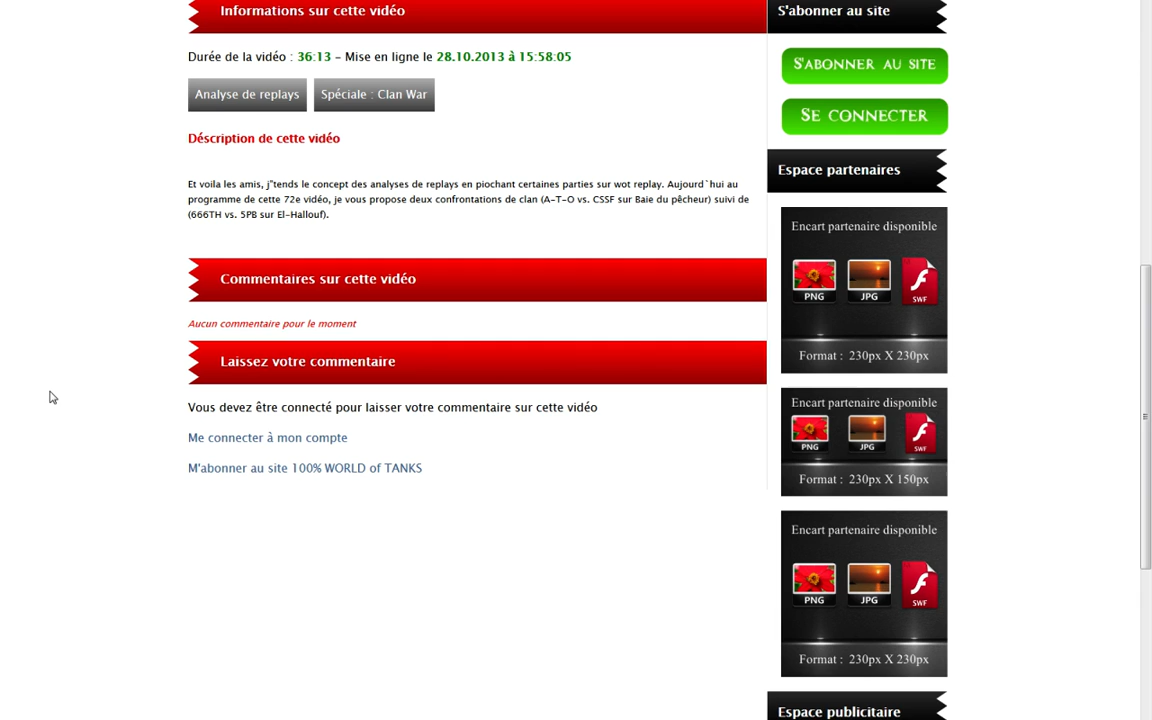 Informations sur cette vidéo
Durée de la vidéo : 36:13 - Mise en ligne le 28.10.2013 à 15:58:05
Analyse de replays
Spéciale : Clan War
Déscription de cette vidéo
Et voila les amis, j"tends le concept des analyses de replays en piochant certaines parties sur wot replay. Aujourd`hui au
programme de cette 72e vidéo, je vous propose deux confrontations de clan (A-T-O vs. CSSF sur Baie du pêcheur) suivi de
(666TH vs. 5PB sur El-Hallouf).
Commentaires sur cette vidéo
Aucun commentaire pour le moment
Laissez votre commentaire
Vous devez être connecté pour laisser votre commentaire sur cette vidéo
Me connecter à mon compte
M'abonner au site 100% WORLD of TANKS
S'abonner au site
S'ABONNER AU SITE
SE CONNECTER
Espace partenaires
Encart partenaire disponible
PNG JPG SWF
Format : 230px X 230px
Encart partenaire disponible
PNG JPG SWF
Format : 230px X 150px
Encart partenaire disponible
PNG JPG SWF
Format : 230px X 230px
Espace publicitaire